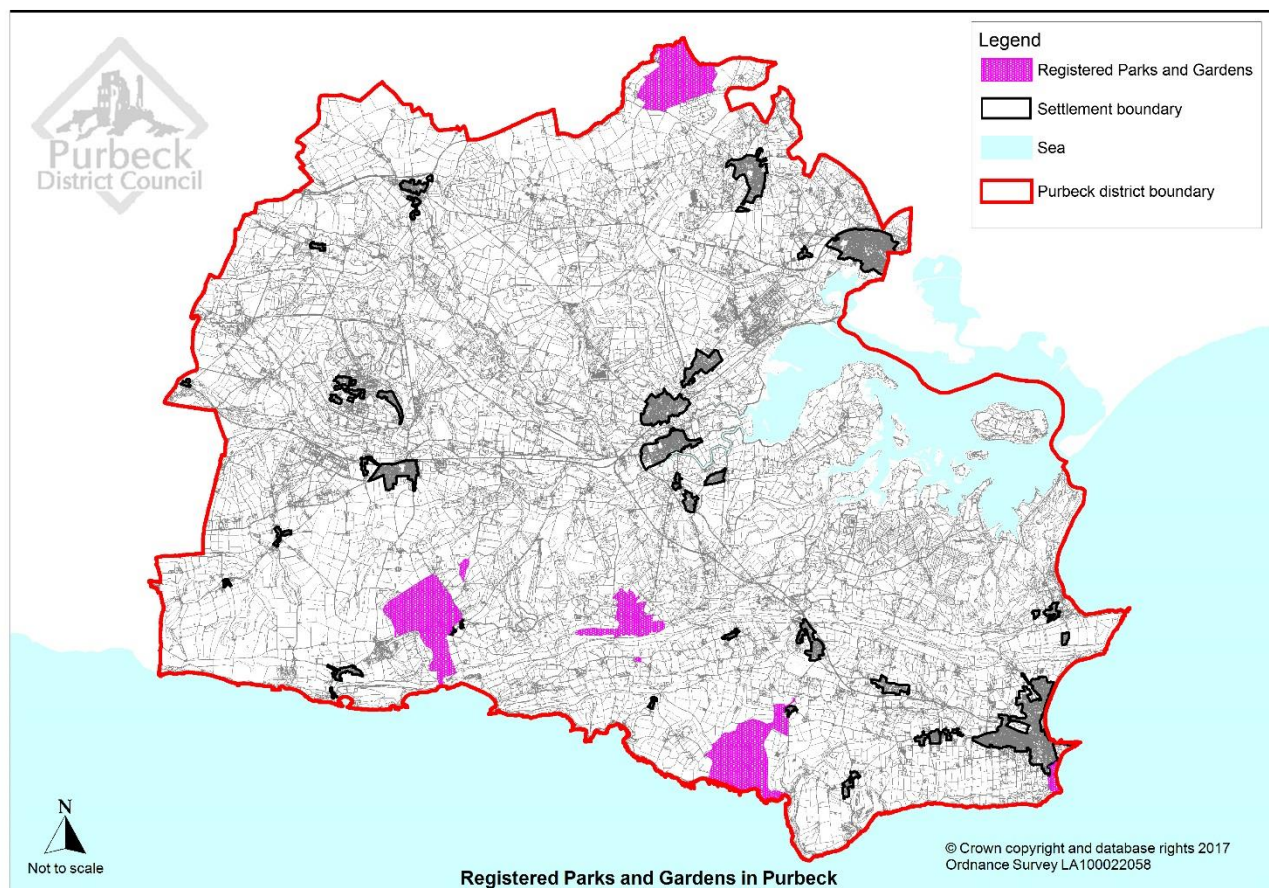 Purbeck
District Council
Legend
Registered Parks and Gardens
Settlement boundary
Sea
Purbeck district boundary
N
Not to scale
© Crown copyright and database rights 2017
Ordnance Survey LA100022058
Registered Parks and Gardens in Purbeck